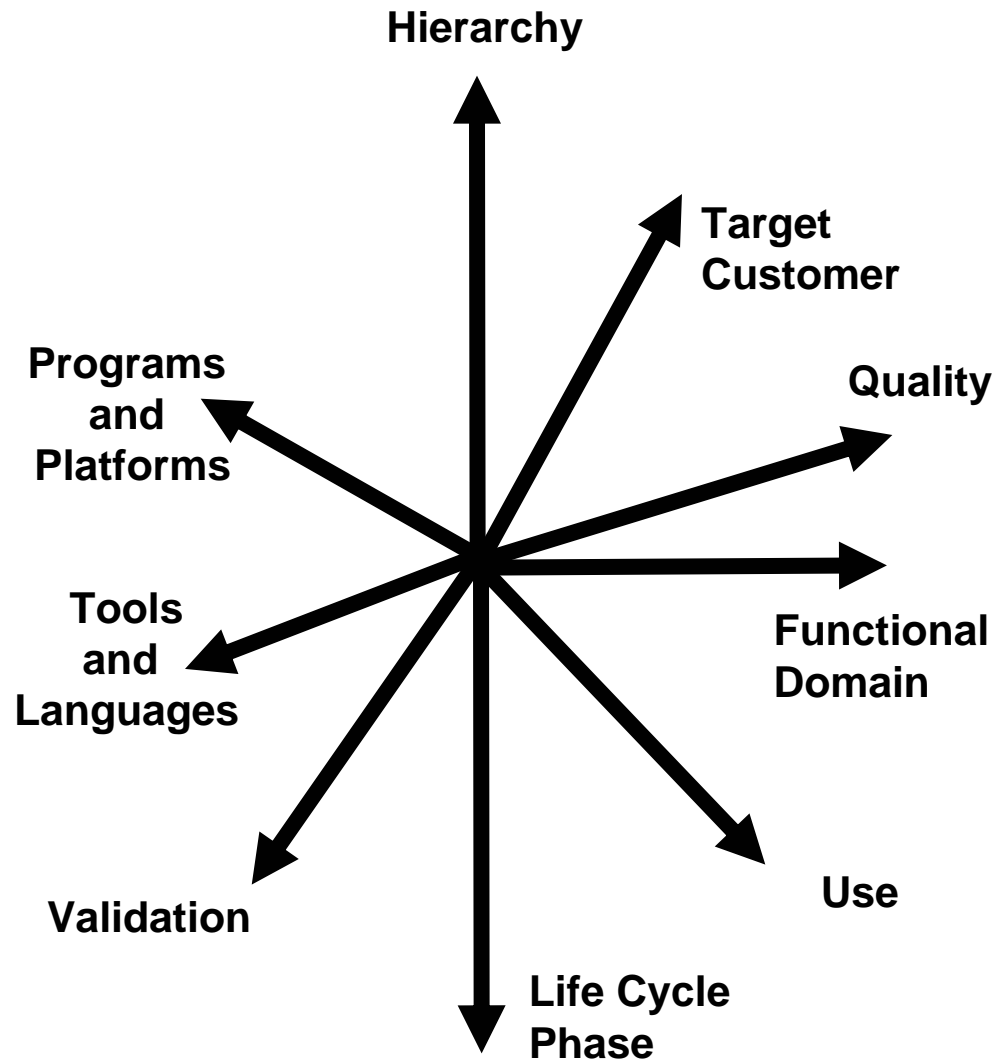 Hierarchy
Target
Customer
Programs
and
Platforms
Quality
Tools
and
Languages
Functional
Domain
Validation
Use
Life Cycle
Phase